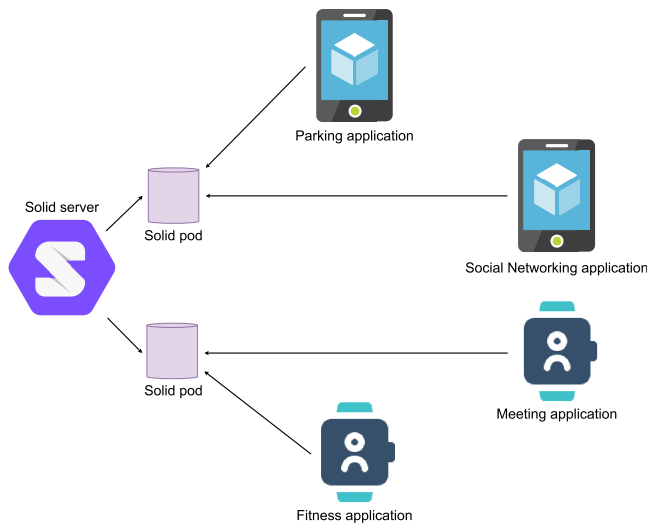 Parking application
Solid server
Solid pod
Social Networking application
Solid pod
Meeting application
Fitness application